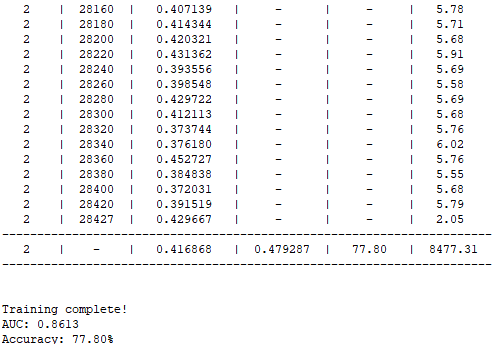 2 | 28160 | 0.407139 | - | - | 5.78
2 | 28180 | 0.414344 | - | - | 5.71
2 | 28200 | 0.420321 | - | - | 5.68
2 | 28220 | 0.431362 | - | - | 5.91
2 | 28240 | 0.393556 | - | - | 5.69
2 | 28260 | 0.398548 | - | - | 5.58
2 | 28280 | 0.429722 | - | - | 5.69
2 | 28300 | 0.412113 | - | - | 5.68
2 | 28320 | 0.373744 | - | - | 5.76
2 | 28340 | 0.376180 | - | - | 6.02
2 | 28360 | 0.452727 | - | - | 5.76
2 | 28380 | 0.384838 | - | - | 5.55
2 | 28400 | 0.372031 | - | - | 5.68
2 | 28420 | 0.391519 | - | - | 5.79
2 | 28427 | 0.429667 | - | - | 2.05
----------------------------------------------------------------------
2 | - | 0.416868 | 0.479287 | 77.80 | 8477.31
----------------------------------------------------------------------
Training complete!
AUC: 0.8613
Accuracy: 77.80%